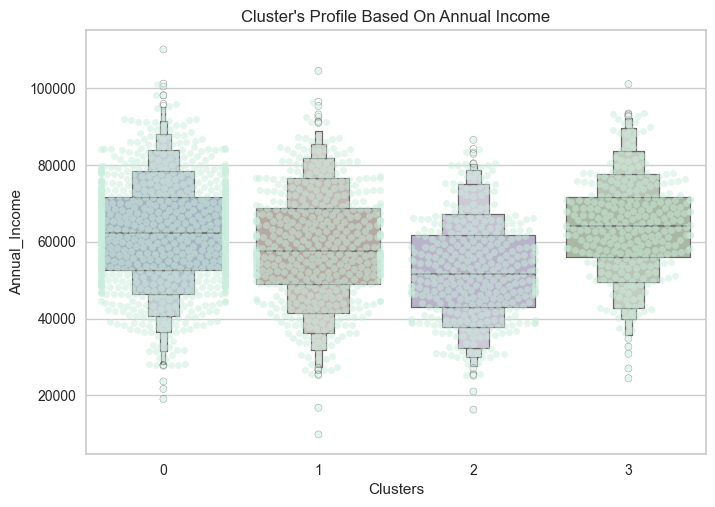 Cluster's Profile Based On Annual Income
Annual_Income
100000
80000
60000
40000
20000
0 1 2 3
Clusters